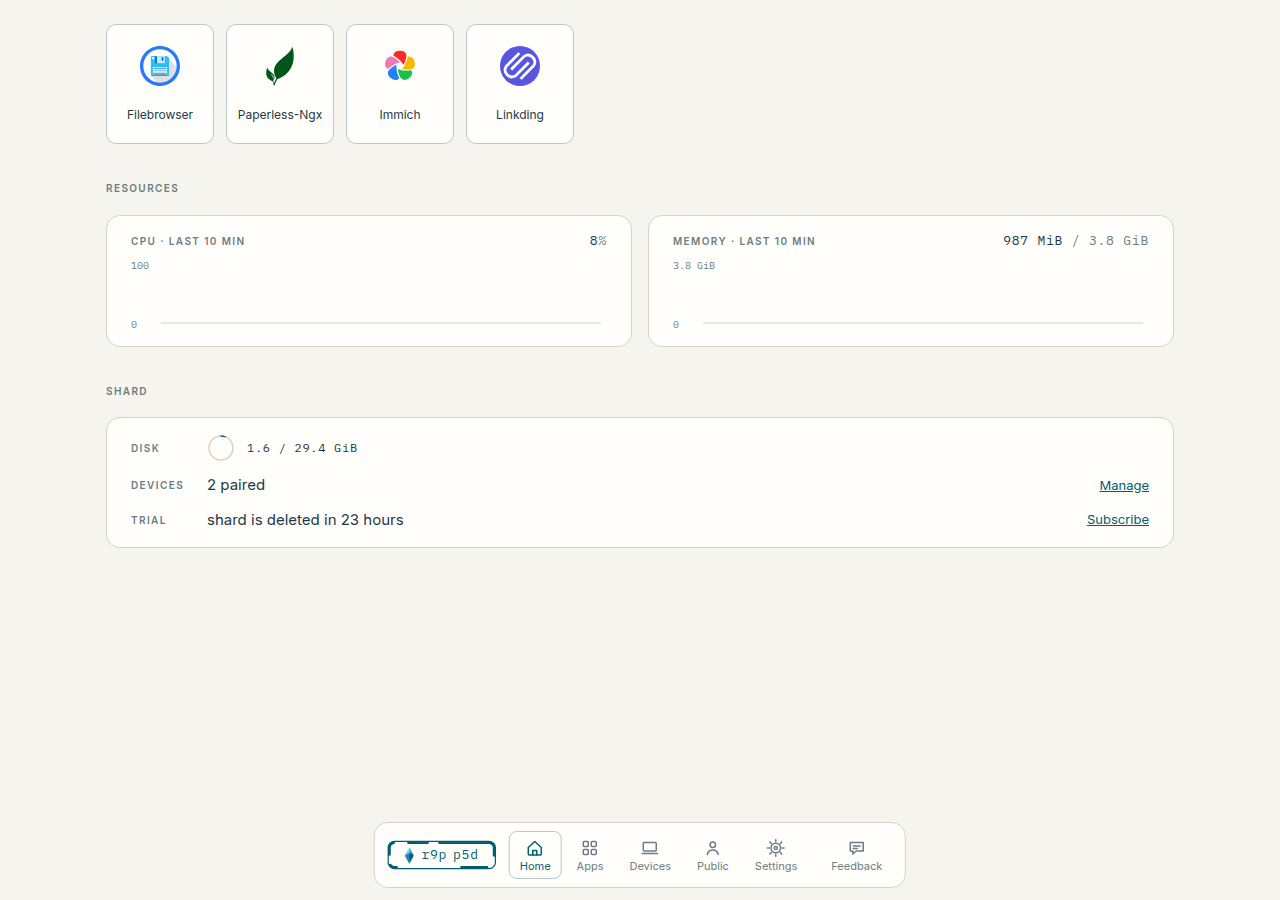 Filebrowser Paperless-Ngx Immich Linkding
RESOURCES
CPU · LAST 10 MIN 8%
100
0
MEMORY · LAST 10 MIN 987 MiB / 3.8 GiB
3.8 GiB
0
SHARD
DISK 1.6 / 29.4 GiB
DEVICES 2 paired Manage
TRIAL shard is deleted in 23 hours Subscribe
r9p p5d Home Apps Devices Public Settings Feedback